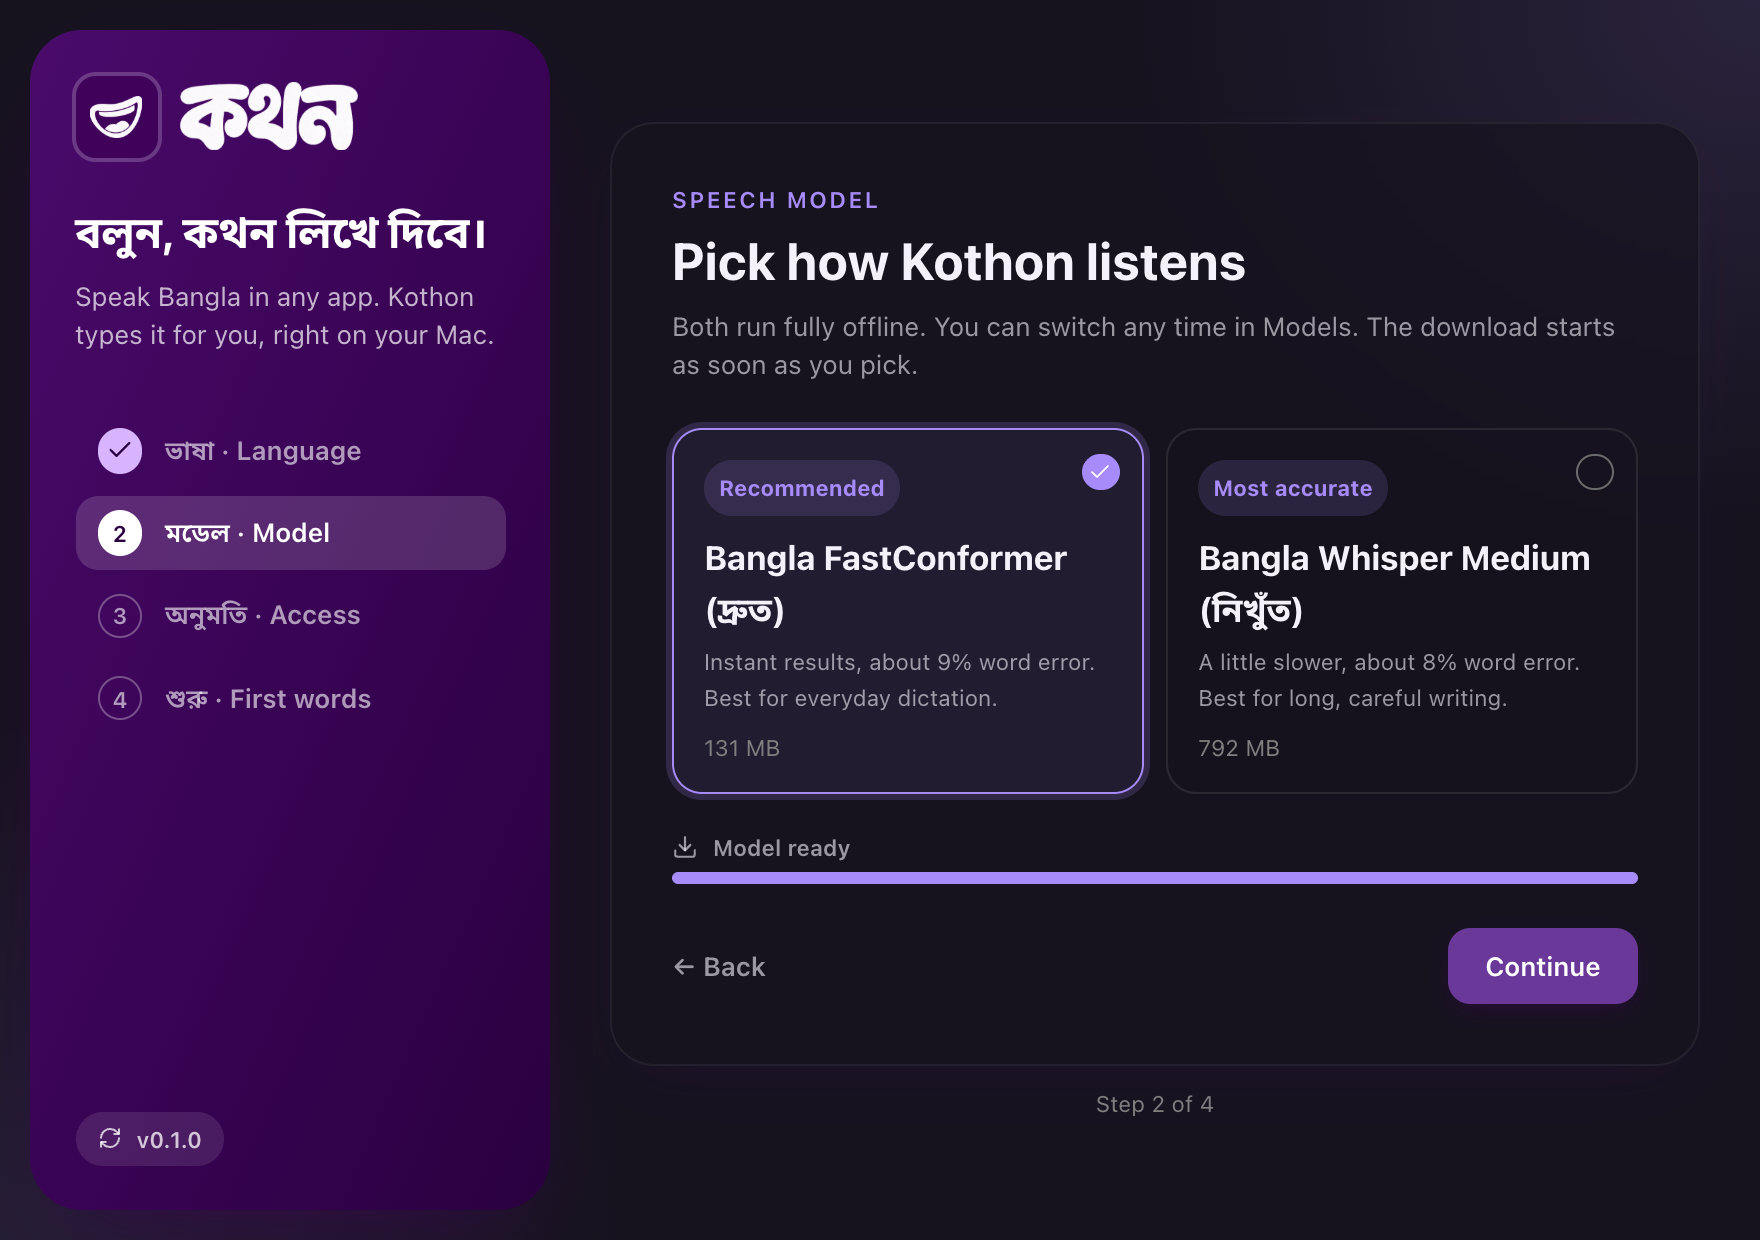 কথন
বলুন, কথন লিখে দিবে।
Speak Bangla in any app. Kothon
types it for you, right on your Mac.
ভাষা · Language
2 মডেল · Model
3 অনুমতি · Access
4 শুরু · First words
v0.1.0
SPEECH MODEL
Pick how Kothon listens
Both run fully offline. You can switch any time in Models. The download starts
as soon as you pick.
Recommended
Bangla FastConformer
(দ্রুত)
Instant results, about 9% word error.
Best for everyday dictation.
131 MB
Most accurate
Bangla Whisper Medium
(নিখুঁত)
A little slower, about 8% word error.
Best for long, careful writing.
792 MB
Model ready
← Back
Continue
Step 2 of 4